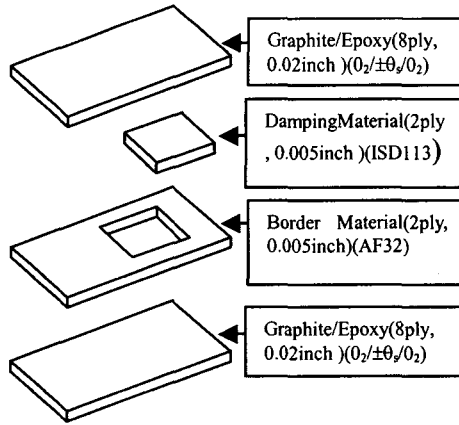 Graphite/Epoxy(8ply,
0.02inch )(0₂/±θₛ/0₂)
DampingMaterial(2ply
, 0.005inch )(ISD113)
Border Material(2ply,
0.005inch)(AF32)
Graphite/Epoxy(8ply,
0.02inch )(0₂/±θₛ/0₂)